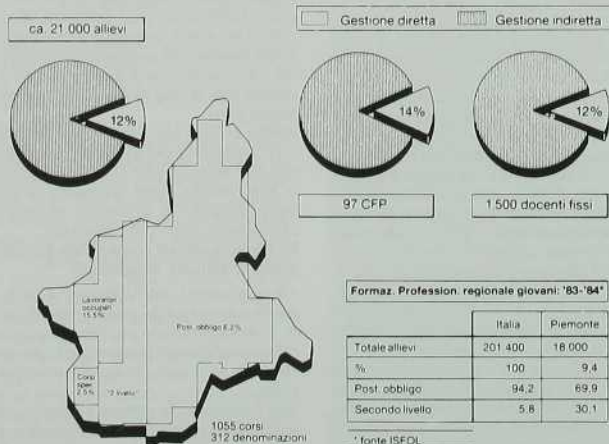 ca. 21 000 allievi
Gestione diretta
Gestione indiretta
12%
14%
12%
97 CFP
1.500 docenti fissi
Lavoratori
occupati
15.5%
Post. obbligo 6.2%
Corsi
spec.
2.5%
"2 livello"
1055 corsi
312 denominazioni
Formaz. Profession. regionale giovani: '83-'84*
Italia Piemonte
Totale allievi 201 400 18 000
% 100 9,4
Post. obbligo 94,2 69,9
Secondo livello 5,8 30,1
* fonte ISFOL